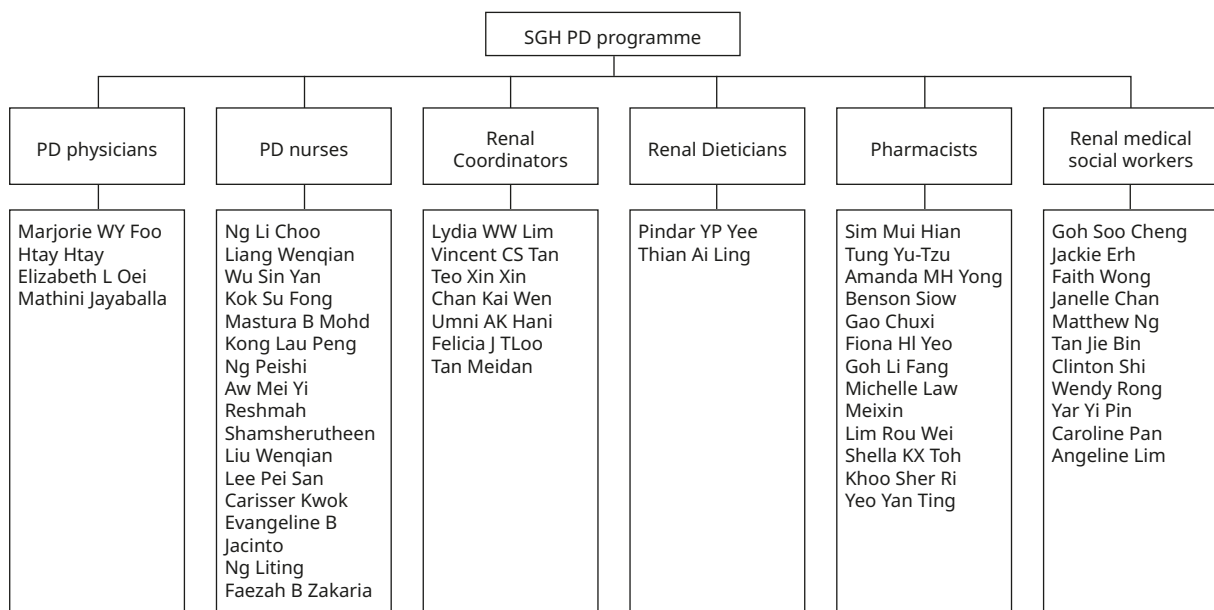 SGH PD programme
PD physicians
PD nurses
Renal
Coordinators
Renal Dieticians
Pharmacists
Renal medical
social workers
Marjorie WY Foo
Htay Htay
Elizabeth L Oei
Mathini Jayaballa
Ng Li Choo
Liang Wenqian
Wu Sin Yan
Kok Su Fong
Mastura B Mohd
Kong Lau Peng
Ng Peishi
Aw Mei Yi
Reshmah
Shamsherutheen
Liu Wenqian
Lee Pei San
Carisser Kwok
Evangeline B
Jacinto
Ng Liting
Faezah B Zakaria
Lydia WW Lim
Vincent CS Tan
Teo Xin Xin
Chan Kai Wen
Umni AK Hani
Felicia J TLoo
Tan Meidan
Pindar YP Yee
Thian Ai Ling
Sim Mui Hian
Tung Yu-Tzu
Amanda MH Yong
Benson Siow
Gao Chuxi
Fiona Hl Yeo
Goh Li Fang
Michelle Law
Meixin
Lim Rou Wei
Shella KX Toh
Khoo Sher Ri
Yeo Yan Ting
Goh Soo Cheng
Jackie Erh
Faith Wong
Janelle Chan
Matthew Ng
Tan Jie Bin
Clinton Shi
Wendy Rong
Yar Yi Pin
Caroline Pan
Angeline Lim